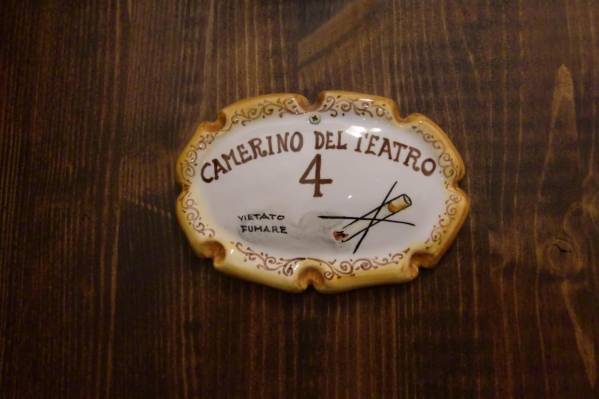 CAMERINO DEL TEATRO
4
VIETATO
FUMARE